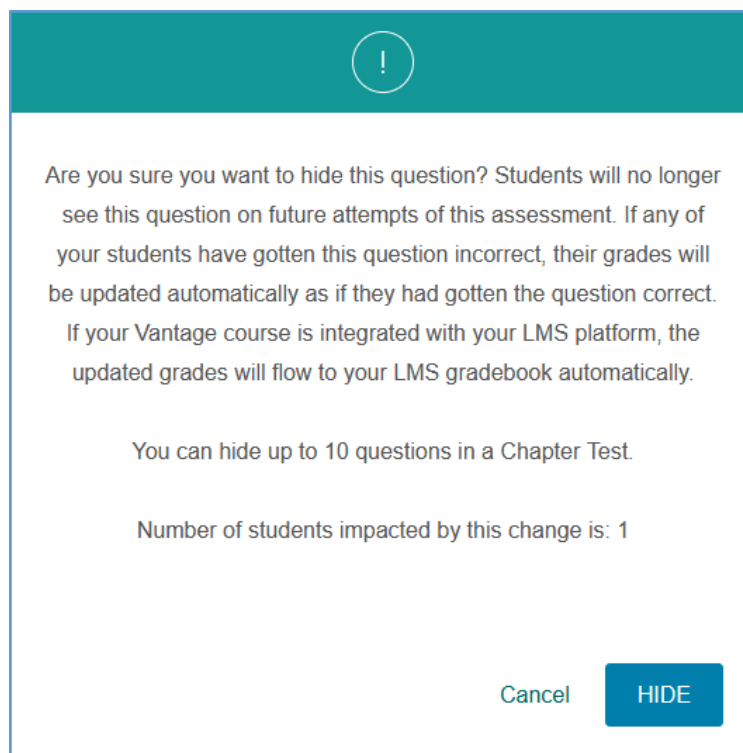 !
Are you sure you want to hide this question? Students will no longer
see this question on future attempts of this assessment. If any of
your students have gotten this question incorrect, their grades will
be updated automatically as if they had gotten the question correct.
If your Vantage course is integrated with your LMS platform, the
updated grades will flow to your LMS gradebook automatically.
You can hide up to 10 questions in a Chapter Test.
Number of students impacted by this change is: 1
Cancel HIDE